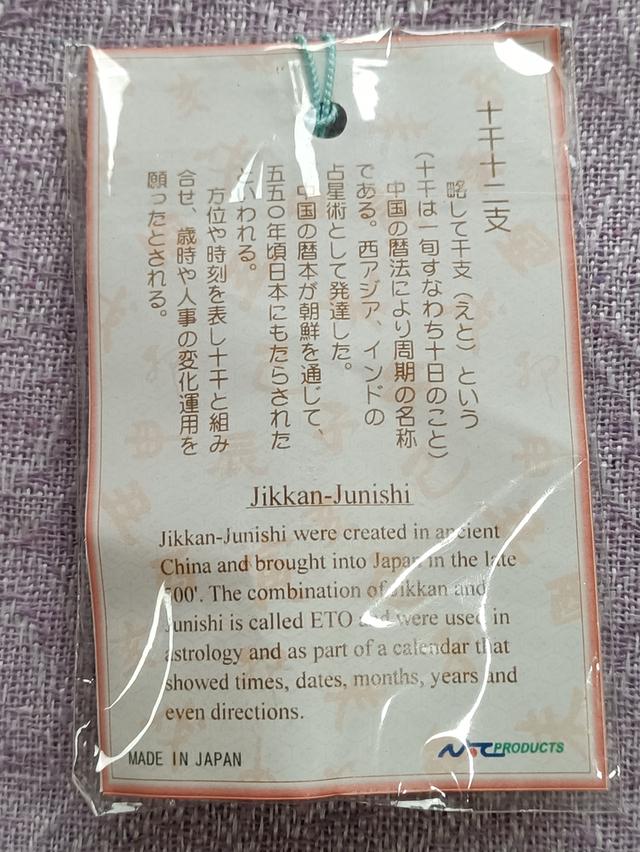 十干十二支
略して干支（えと）という
（十干は一旬すなわち十日のこと）
中国の暦法により周期の名称
である。西アジア、インドの
占星術として発達した。
中国の暦本が朝鮮を通じて、
五五〇年頃日本にもたらされた
といわれる。
方位や時刻を表し十干と組み
合せ、歳時や人事の変化運用を
願ったとされる。
Jikkan-Junishi
Jikkan-Junishi were created in ancient
China and brought into Japan in the late
500'. The combination of Jikkan and
Junishi is called ETO and were used in
astrology and as part of a calendar that
showed times, dates, months, years and
even directions.
MADE IN JAPAN
PRODUCTS